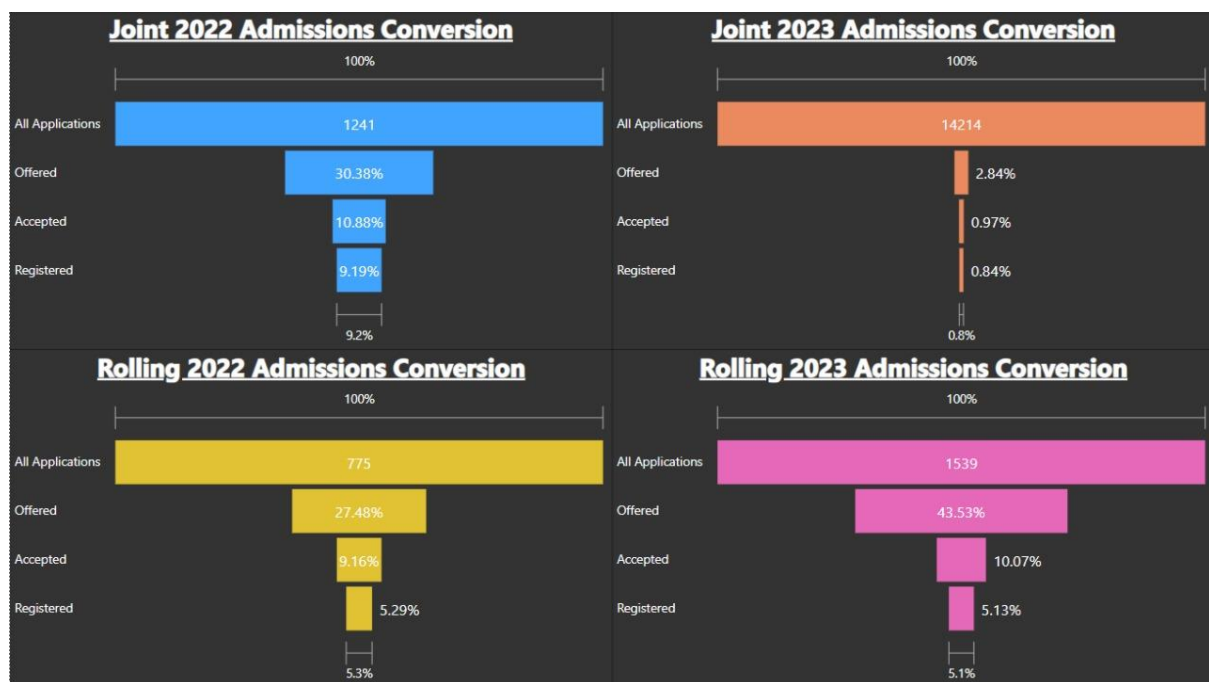 Joint 2022 Admissions Conversion
100%
All Applications 1241
Offered 30.38%
Accepted 10.88%
Registered 9.19%
9.2%
Joint 2023 Admissions Conversion
100%
All Applications 14214
Offered 2.84%
Accepted 0.97%
Registered 0.84%
0.8%
Rolling 2022 Admissions Conversion
100%
All Applications 775
Offered 27.48%
Accepted 9.16%
Registered 5.29%
5.3%
Rolling 2023 Admissions Conversion
100%
All Applications 1539
Offered 43.53%
Accepted 10.07%
Registered 5.13%
5.1%